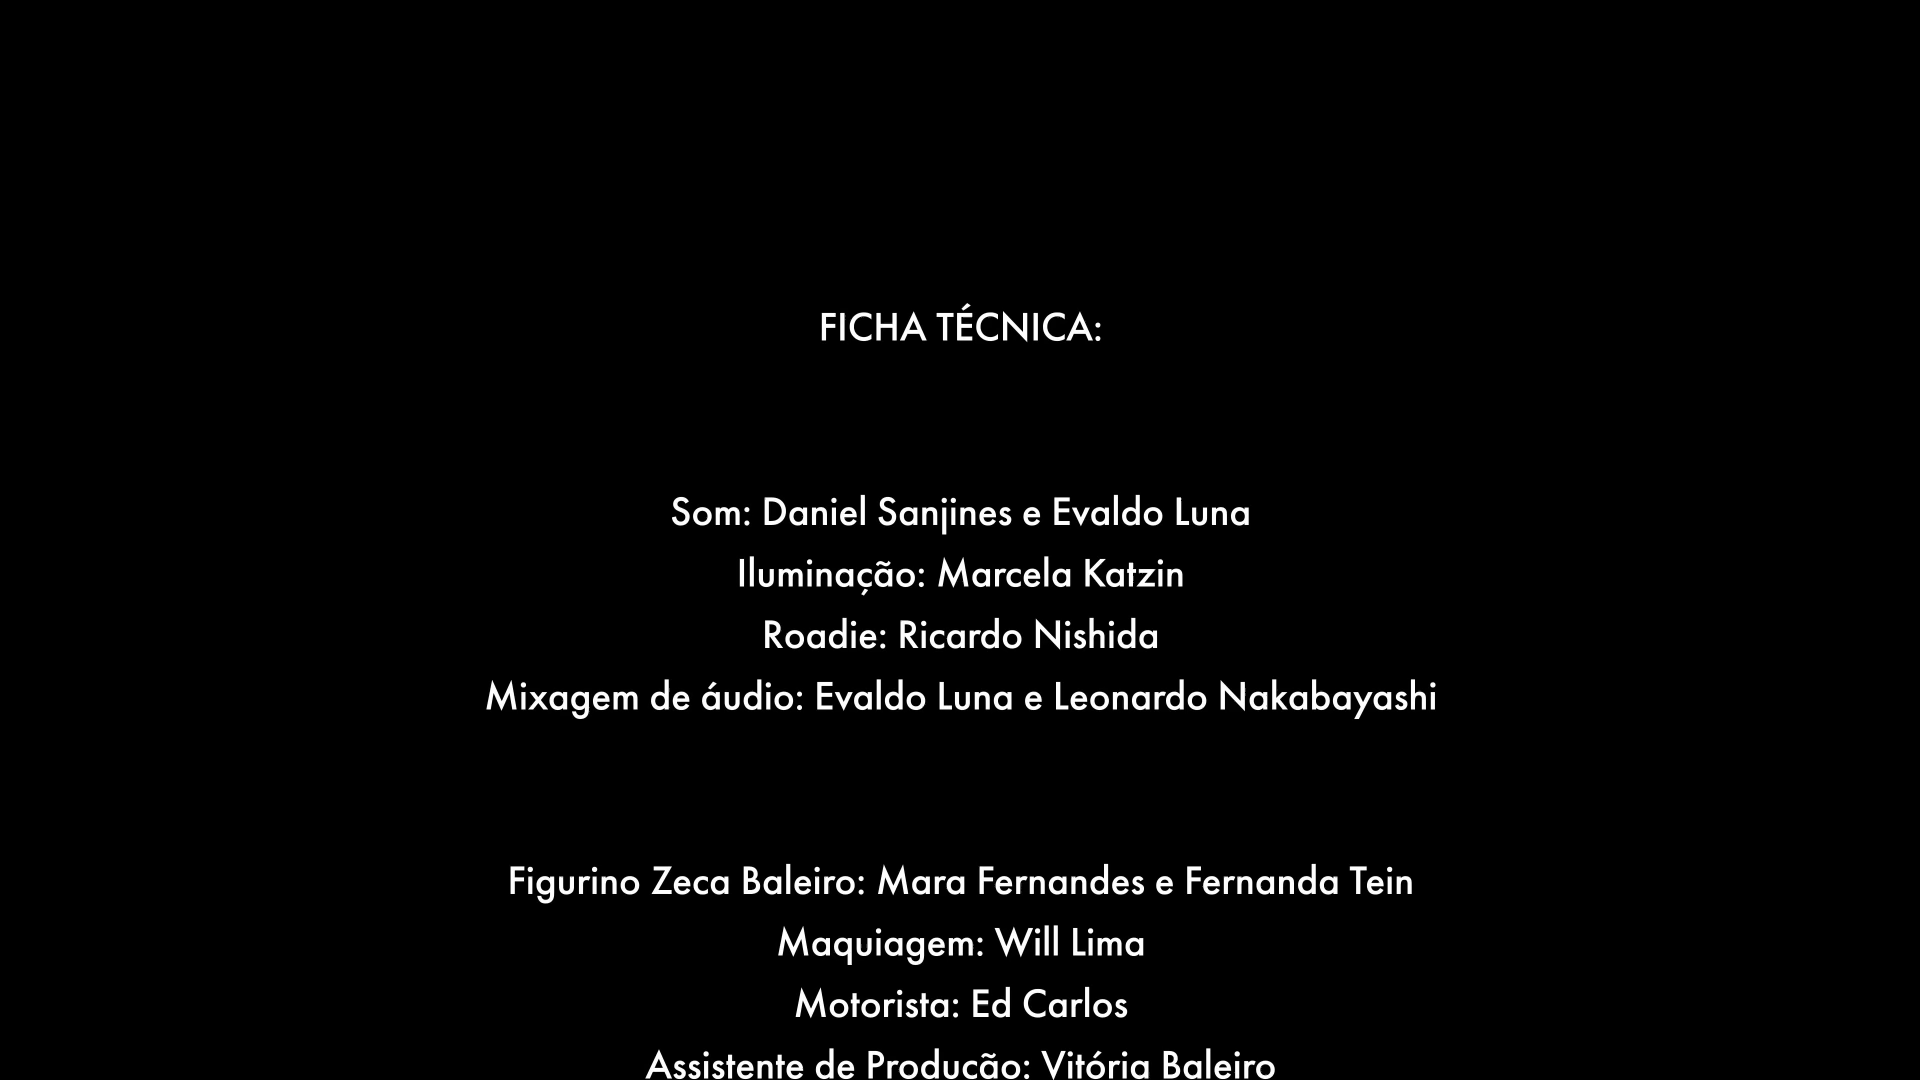 FICHA TÉCNICA:
Som: Daniel Sanjines e Evaldo Luna
Iluminação: Marcela Katzin
Roadie: Ricardo Nishida
Mixagem de áudio: Evaldo Luna e Leonardo Nakabayashi
Figurino Zeca Baleiro: Mara Fernandes e Fernanda Tein
Maquiagem: Will Lima
Motorista: Ed Carlos
Assistente de Produção: Vitória Baleiro